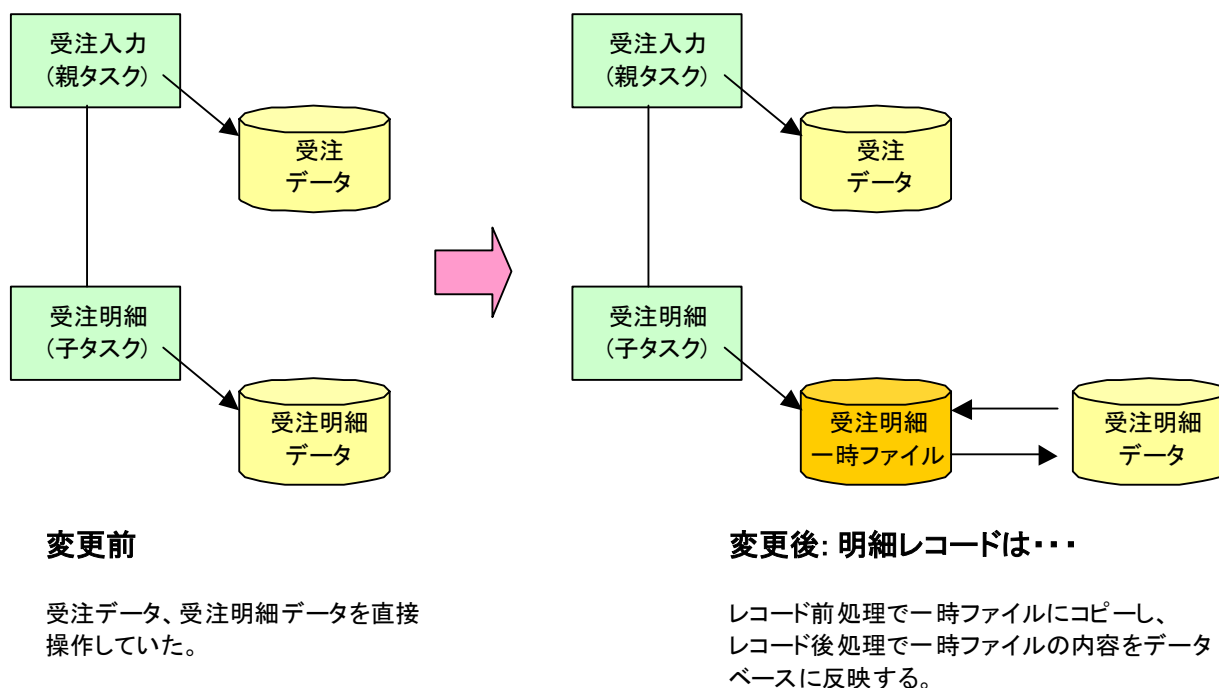 受注入力
(親タスク)
受注
データ
受注明細
(子タスク)
受注明細
データ
変更前
受注データ、受注明細データを直接
操作していた。
受注入力
(親タスク)
受注
データ
受注明細
(子タスク)
受注明細
一時ファイル
受注明細
データ
変更後: 明細レコードは・・・
レコード前処理で一時ファイルにコピーし、
レコード後処理で一時ファイルの内容をデータ
ベースに反映する。